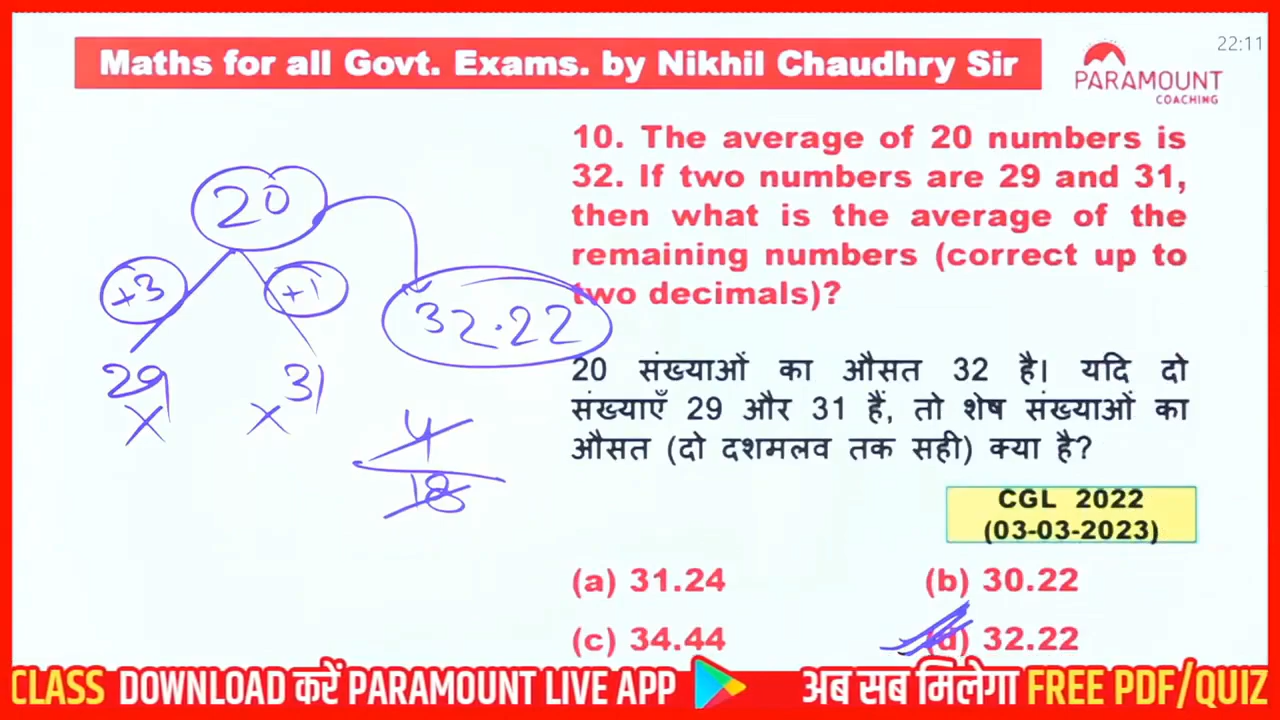 22:11
Maths for all Govt. Exams. by Nikhil Chaudhry Sir
PARAMOUNT
COACHING
10. The average of 20 numbers is
32. If two numbers are 29 and 31,
then what is the average of the
remaining numbers (correct up to
two decimals)?
20 संख्याओं का औसत 32 है। यदि दो
संख्याएँ 29 और 31 हैं, तो शेष संख्याओं का
औसत (दो दशमलव तक सही) क्या है?
CGL 2022
(03-03-2023)
(a) 31.24
(b) 30.22
(c) 34.44
(d) 32.22
20
+3
+1
32.22
29
31
4
18
CLASS DOWNLOAD करें PARAMOUNT LIVE APP अब सब मिलेगा FREE PDF/QUIZ